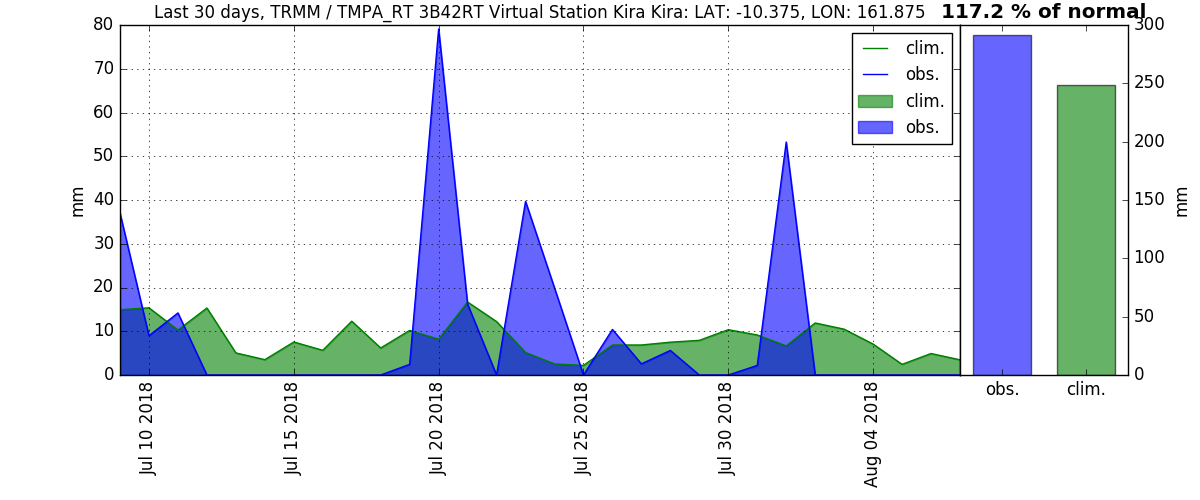 Last 30 days, TRMM / TMPA_RT 3B42RT Virtual Station Kira Kira: LAT: -10.375, LON: 161.875 117.2 % of normal
80
70
60
50
40
30
20
10
0
mm
clim.
obs.
clim.
obs.
Jul 10 2018
Jul 15 2018
Jul 20 2018
Jul 25 2018
Jul 30 2018
Aug 04 2018
300
250
200
150
100
50
0
mm
obs. clim.